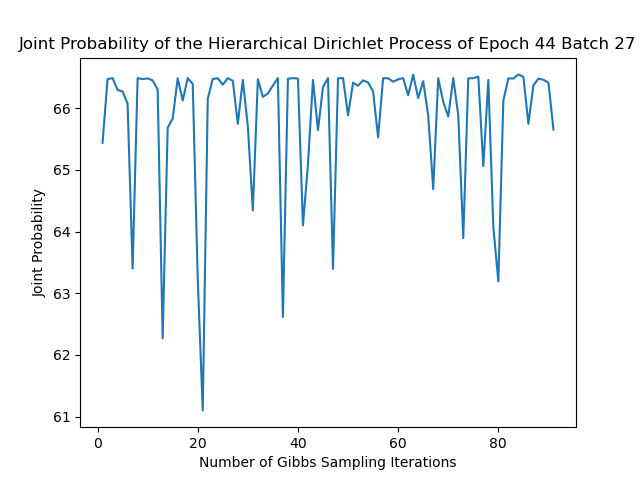 Joint Probability of the Hierarchical Dirichlet Process of Epoch 44 Batch 27
66
65
64
63
62
61
Joint Probability
0 20 40 60 80
Number of Gibbs Sampling Iterations